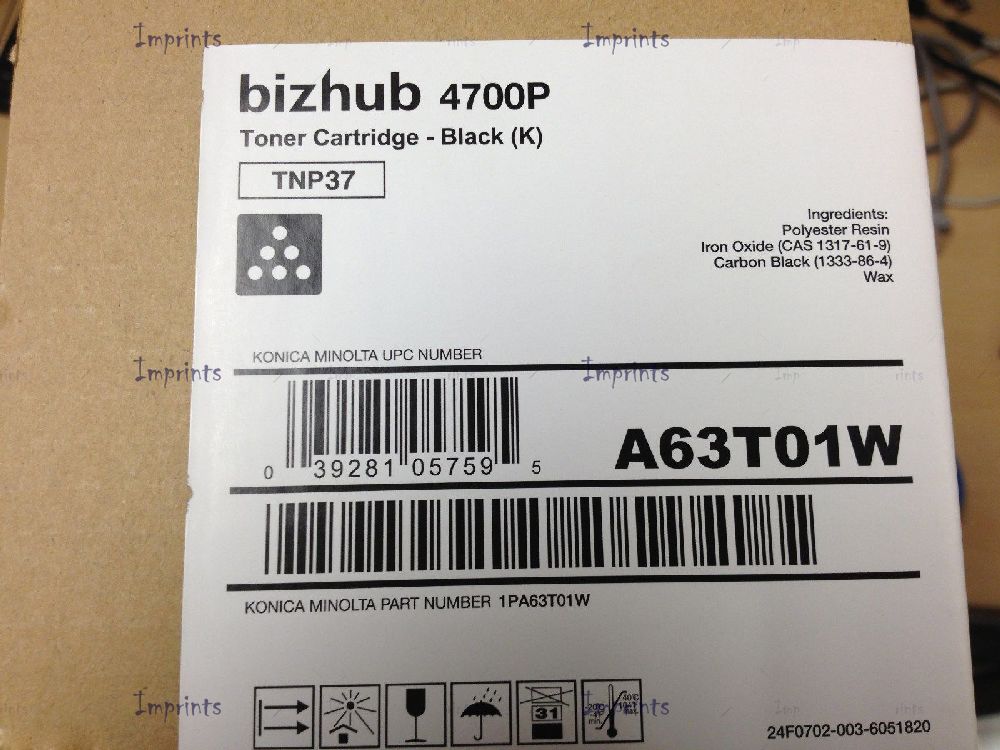 Imprints Imprints
bizhub 4700P
Toner Cartridge - Black (K)
TNP37
Ingredients:
Polyester Resin
Iron Oxide (CAS 1317-61-9)
Carbon Black (1333-86-4)
Wax
KONICA MINOLTA UPC NUMBER
Imprints Imprints
0 39281 05759 5
A63T01W
KONICA MINOLTA PART NUMBER 1PA63T01W
31
40°C
Imprints Imprints
24F0702-003-6051820